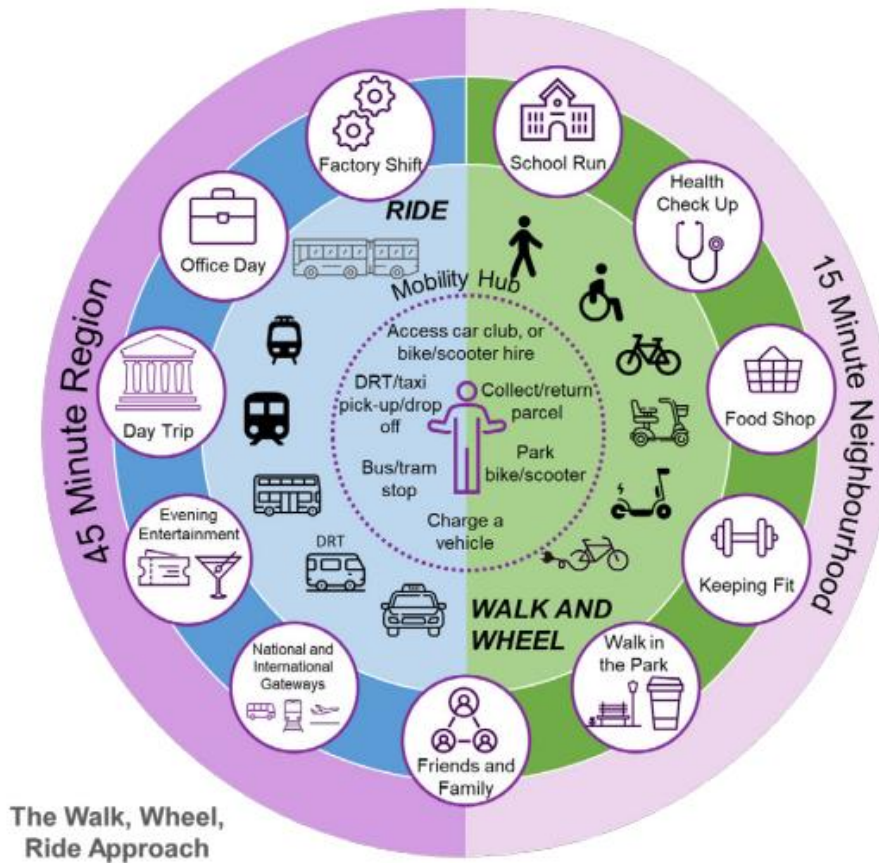 Factory Shift
School Run
Health
Check Up
Office Day
RIDE
Mobility Hub
Access car club, or
bike/scooter hire
DRT/taxi
pick-up/drop
off
Collect/return
parcel
Bus/tram
stop
Park
bike/scooter
Charge a
vehicle
45 Minute Region
15 Minute Neighbourhood
Day Trip
Food Shop
Evening
Entertainment
DRT
Keeping Fit
WALK AND
WHEEL
National and
International
Gateways
Walk in
the Park
Friends and
Family
The Walk, Wheel,
Ride Approach